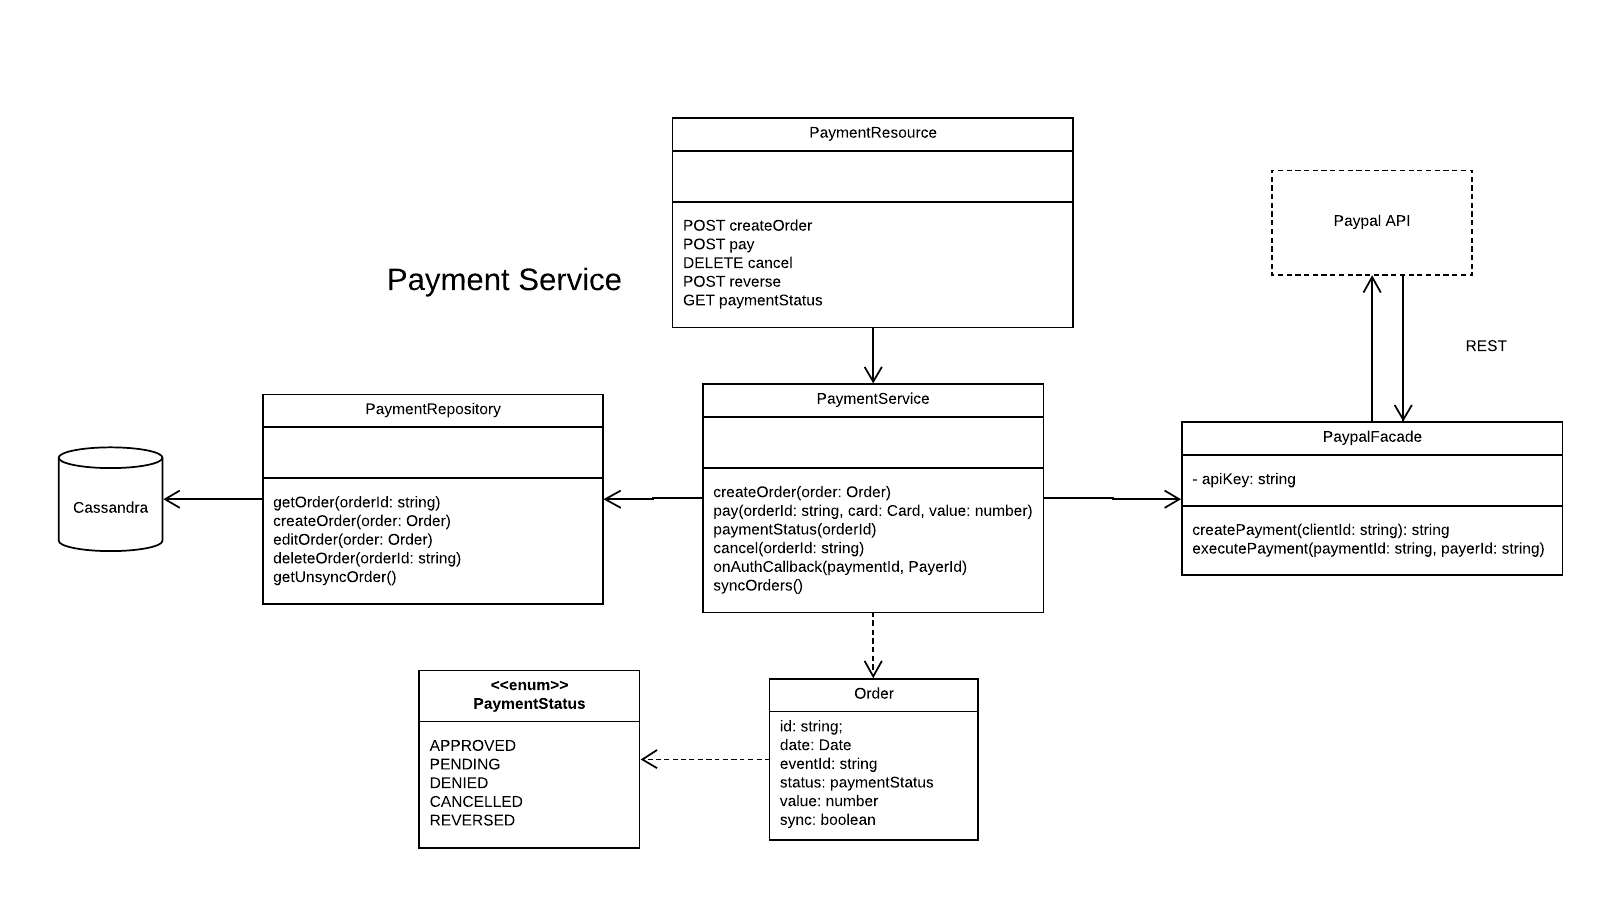 Payment Service
PaymentResource
POST createOrder
POST pay
DELETE cancel
POST reverse
GET paymentStatus
Paypal API
REST
PaymentRepository
getOrder(orderId: string)
createOrder(order: Order)
editOrder(order: Order)
deleteOrder(orderId: string)
getUnsyncOrder()
Cassandra
PaymentService
createOrder(order: Order)
pay(orderId: string, card: Card, value: number)
paymentStatus(orderId)
cancel(orderId: string)
onAuthCallback(paymentId, PayerId)
syncOrders()
PaypalFacade
- apiKey: string
createPayment(clientId: string): string
executePayment(paymentId: string, payerId: string)
<<enum>>
PaymentStatus
APPROVED
PENDING
DENIED
CANCELLED
REVERSED
Order
id: string;
date: Date
eventId: string
status: paymentStatus
value: number
sync: boolean